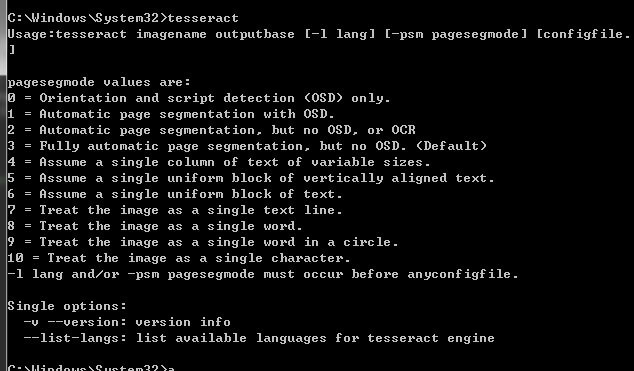 C:\Windows\System32>tesseract
Usage:tesseract imagename outputbase [-l lang] [-psm pagesegmode] [configfile.
]
pagesegmode values are:
0 = Orientation and script detection (OSD) only.
1 = Automatic page segmentation with OSD.
2 = Automatic page segmentation, but no OSD, or OCR
3 = Fully automatic page segmentation, but no OSD. (Default)
4 = Assume a single column of text of variable sizes.
5 = Assume a single uniform block of vertically aligned text.
6 = Assume a single uniform block of text.
7 = Treat the image as a single text line.
8 = Treat the image as a single word.
9 = Treat the image as a single word in a circle.
10 = Treat the image as a single character.
-l lang and/or -psm pagesegmode must occur before anyconfigfile.
Single options:
-v --version: version info
--list-langs: list available languages for tesseract engine
C:\Windows\System32>a